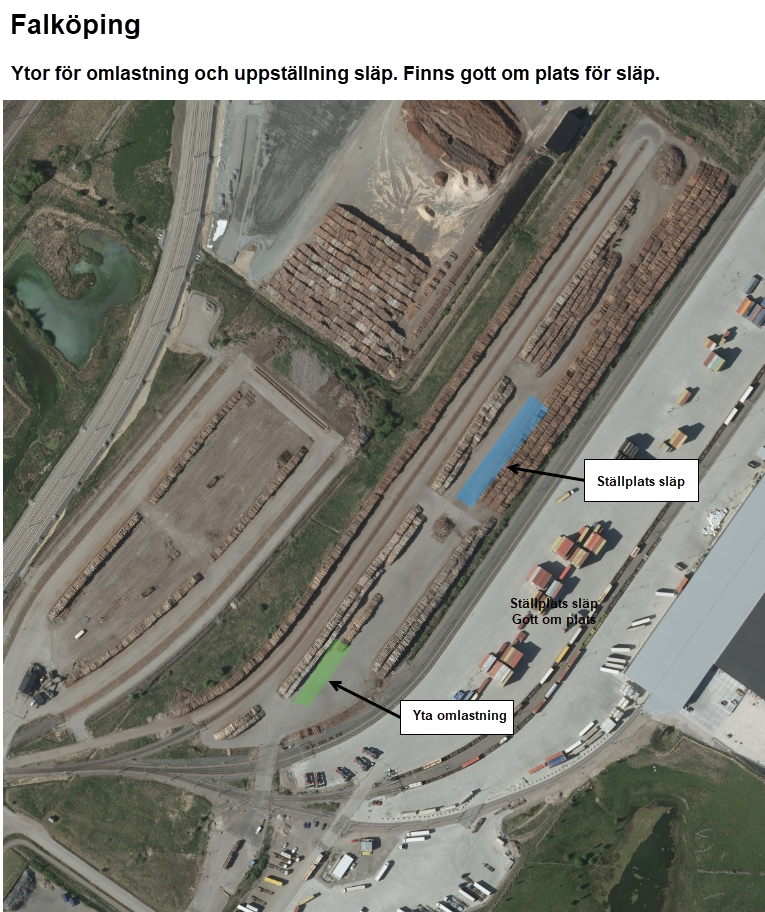 Falköping
Ytor för omlastning och uppställning släp. Finns gott om plats för släp.
Ställplats släp
Ställplats släp
Gott om plats
Yta omlastning